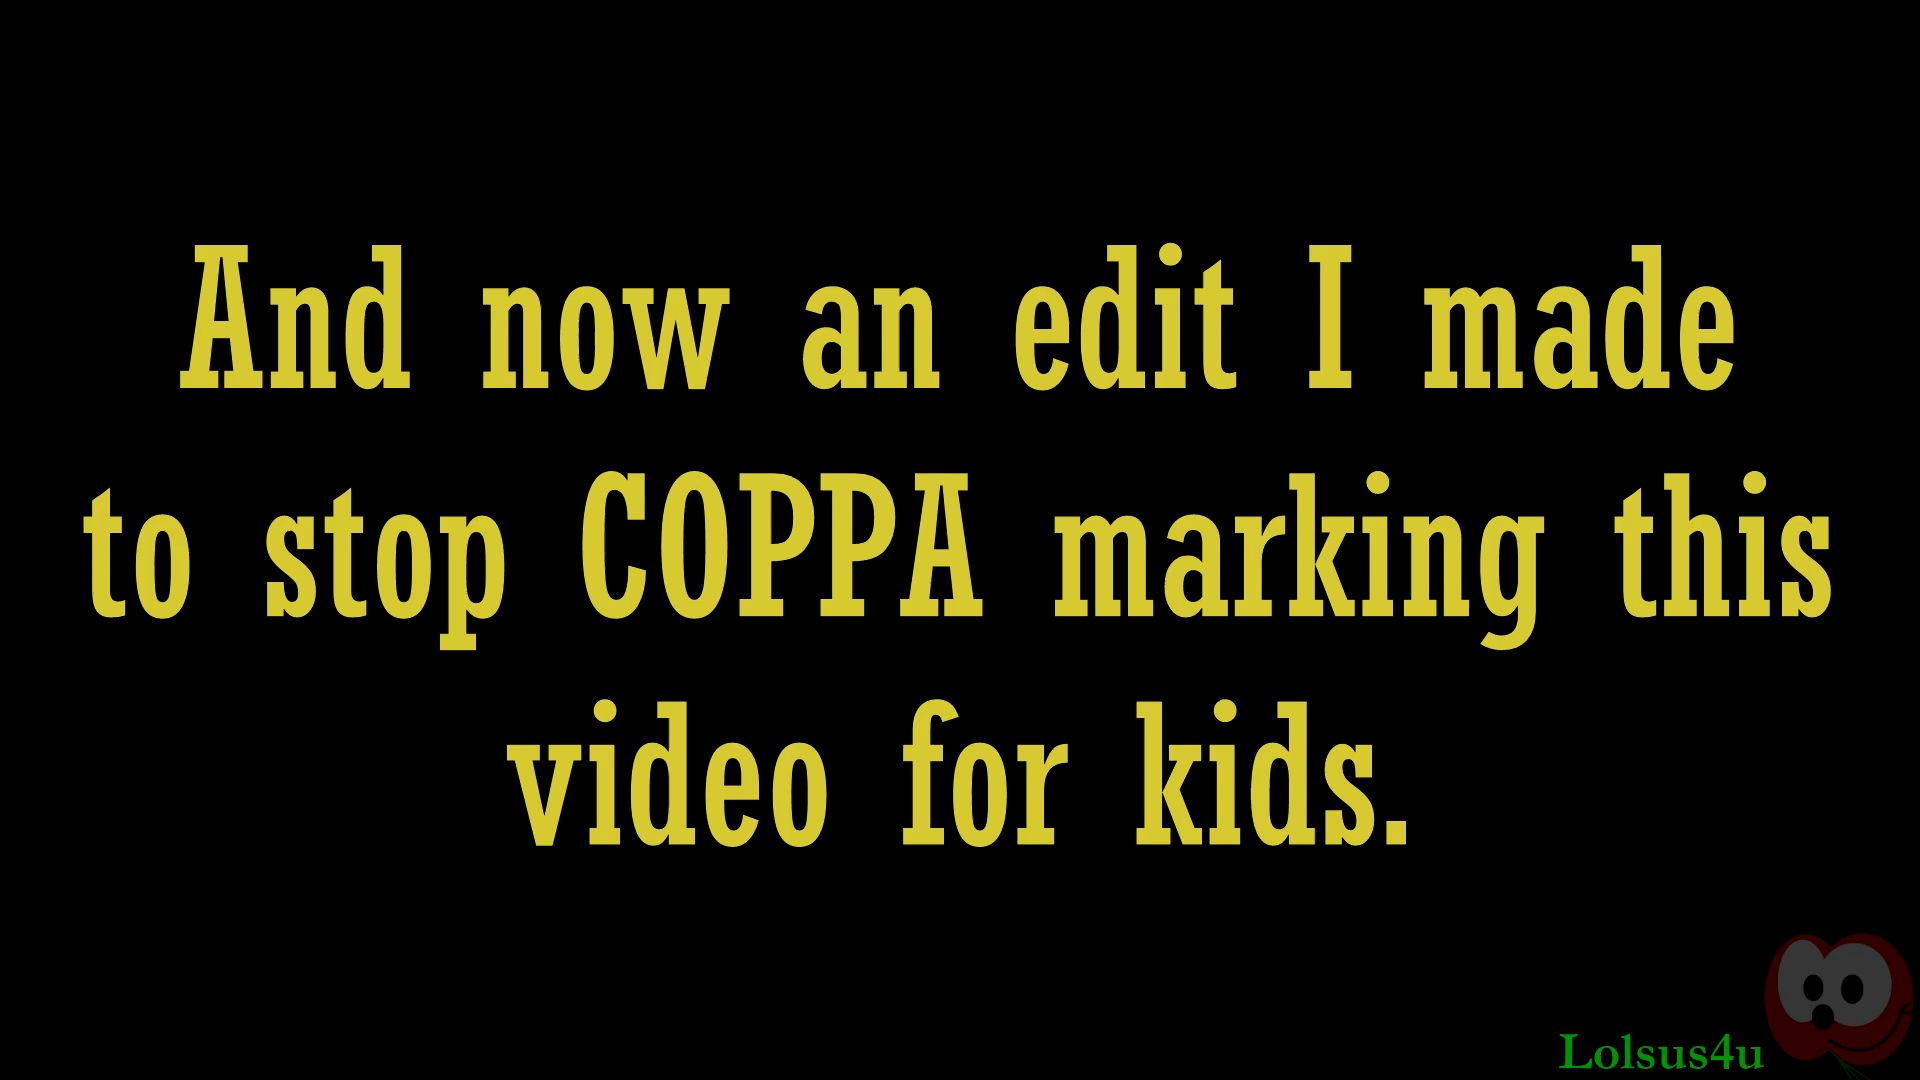 And now an edit I made
to stop COPPA marking this
video for kids.
Lolsus4u